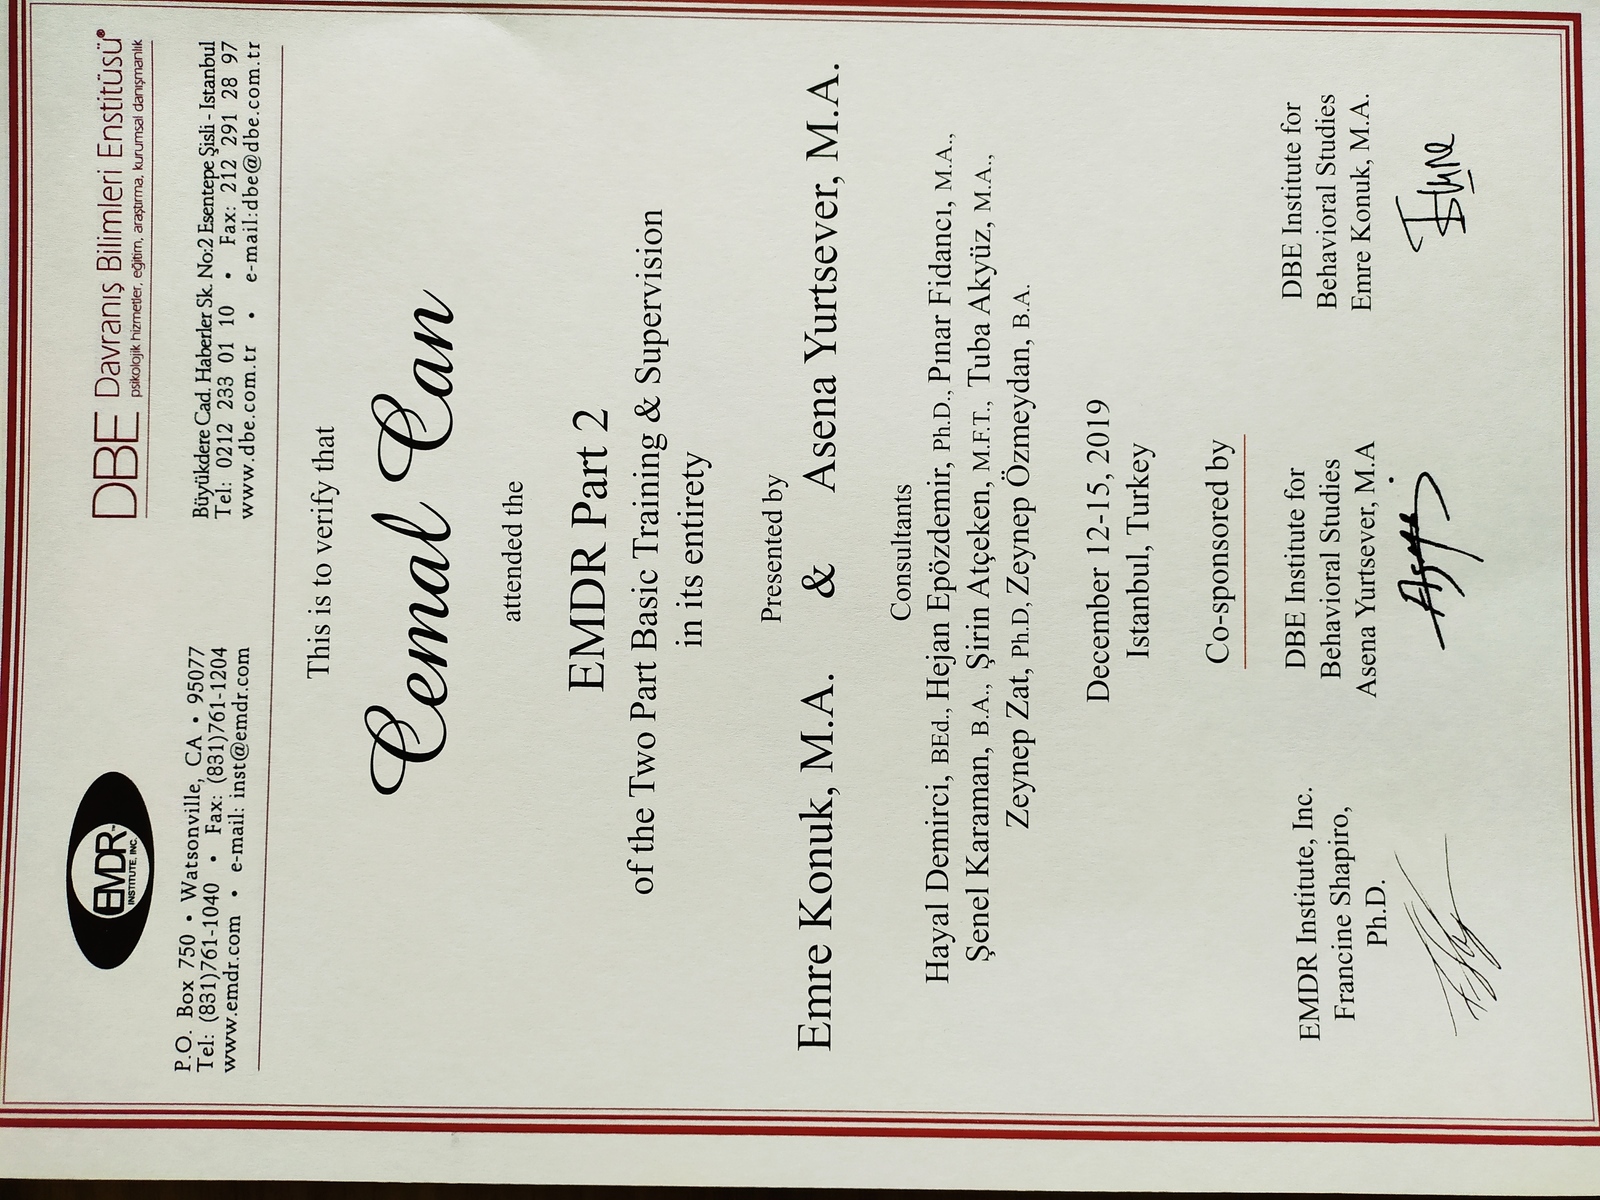 EMDR™
INSTITUTE, INC.
P.O. Box 750 • Watsonville, CA • 95077
Tel: (831)761-1040 • Fax: (831)761-1204
www.emdr.com • e-mail: inst@emdr.com
DBE Davranış Bilimleri Enstitüsü®
psikolojik hizmetler, eğitim, araştırma, kurumsal danışmanlık
Büyükdere Cad. Haberler Sk. No:2 Esentepe Şisli - Istanbul
Tel: 0212 233 01 10 • Fax: 212 291 28 97
www.dbe.com.tr • e-mail:dbe@dbe.com.tr
This is to verify that
Cemal Can
attended the
EMDR Part 2
of the Two Part Basic Training & Supervision
in its entirety
Presented by
Emre Konuk, M.A. & Asena Yurtsever, M.A.
Consultants
Hayal Demirci, BEd., Hejan Epözdemir, Ph.D., Pınar Fidancı, M.A.,
Şenel Karaman, B.A., Şirin Atçeken, M.F.T., Tuba Akyüz, M.A.,
Zeynep Zat, Ph.D, Zeynep Özmeydan, B.A.
December 12-15, 2019
Istanbul, Turkey
Co-sponsored by
EMDR Institute, Inc.
Francine Shapiro,
Ph.D.
DBE Institute for
Behavioral Studies
Asena Yurtsever, M.A
DBE Institute for
Behavioral Studies
Emre Konuk, M.A.